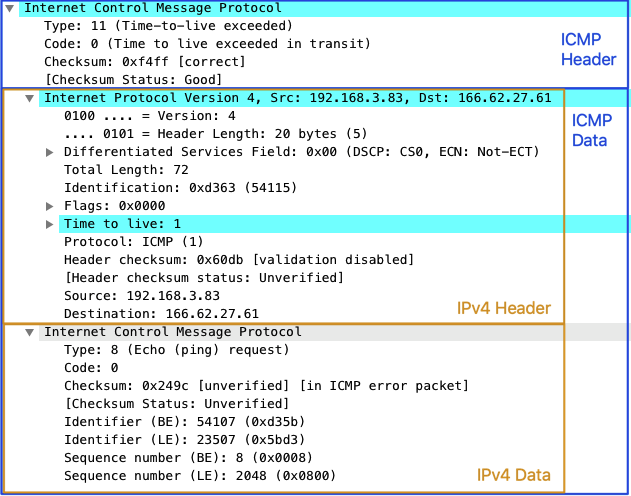 Internet Control Message Protocol
Type: 11 (Time-to-live exceeded)
Code: 0 (Time to live exceeded in transit)
Checksum: 0xf4ff [correct]
[Checksum Status: Good]
ICMP
Header
Internet Protocol Version 4, Src: 192.168.3.83, Dst: 166.62.27.61
0100 .... = Version: 4
.... 0101 = Header Length: 20 bytes (5)
Differentiated Services Field: 0x00 (DSCP: CS0, ECN: Not-ECT)
Total Length: 72
Identification: 0xd363 (54115)
Flags: 0x0000
Time to live: 1
Protocol: ICMP (1)
Header checksum: 0x60db [validation disabled]
[Header checksum status: Unverified]
Source: 192.168.3.83
Destination: 166.62.27.61
IPv4 Header
ICMP
Data
Internet Control Message Protocol
Type: 8 (Echo (ping) request)
Code: 0
Checksum: 0x249c [unverified] [in ICMP error packet]
[Checksum Status: Unverified]
Identifier (BE): 54107 (0xd35b)
Identifier (LE): 23507 (0x5bd3)
Sequence number (BE): 8 (0x0008)
Sequence number (LE): 2048 (0x0800)
IPv4 Data